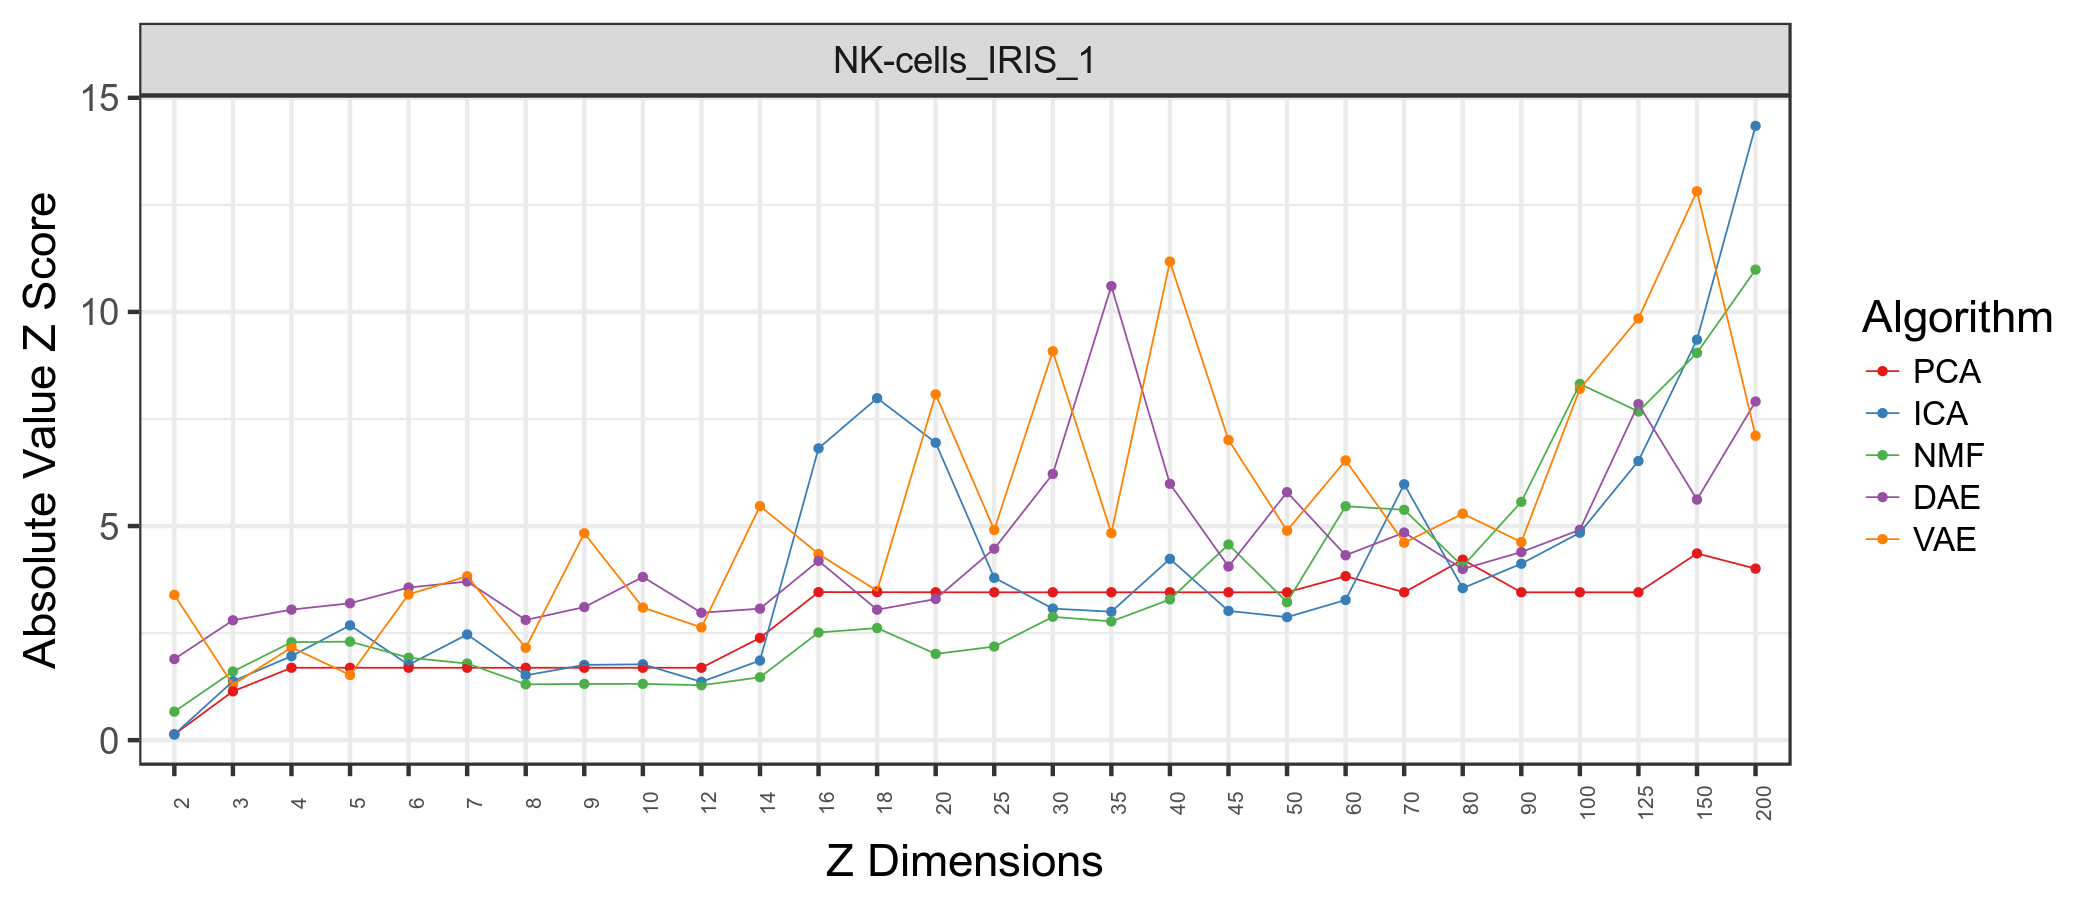 NK-cells_IRIS_1
15
10
5
0
Absolute Value Z Score
2 3 4 5 6 7 8 9 10 12 14 16 18 20 25 30 35 40 45 50 60 70 80 90 100 125 150 200
Z Dimensions
Algorithm
PCA
ICA
NMF
DAE
VAE